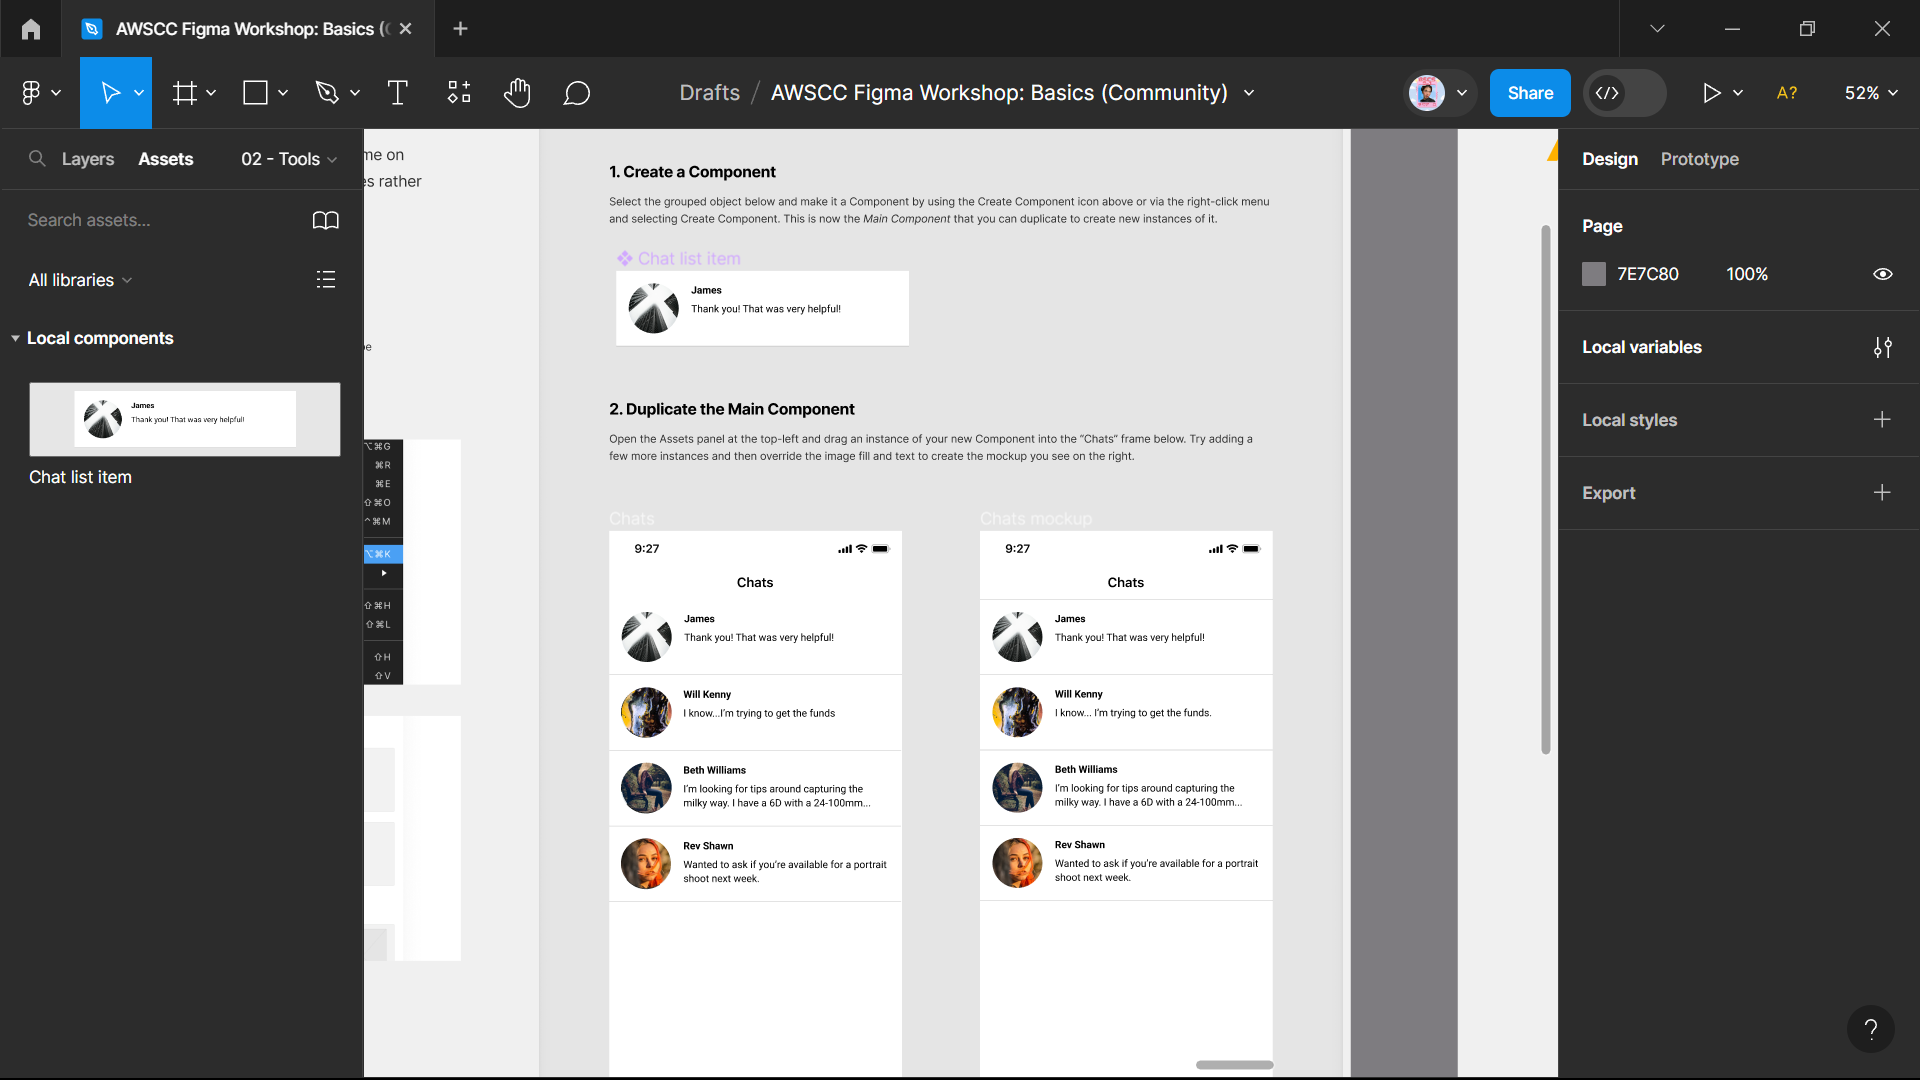 AWSCC Figma Workshop: Basics (
Drafts / AWSCC Figma Workshop: Basics (Community)
Share
A?
52%
Layers
Assets
02 - Tools
Search assets...
All libraries
Local components
James
Thank you! That was very helpful!
Chat list item
me on
es rather
⌥⌘G
⌘R
⌘E
⇧⌘O
^⌘M
⌥⌘K
⇧⌘H
⇧⌘L
⇧H
⇧V
1. Create a Component
Select the grouped object below and make it a Component by using the Create Component icon above or via the right-click menu
and selecting Create Component. This is now the Main Component that you can duplicate to create new instances of it.
Chat list item
James
Thank you! That was very helpful!
2. Duplicate the Main Component
Open the Assets panel at the top-left and drag an instance of your new Component into the “Chats” frame below. Try adding a
few more instances and then override the image fill and text to create the mockup you see on the right.
Chats
9:27
Chats
James
Thank you! That was very helpful!
Will Kenny
I know...I’m trying to get the funds
Beth Williams
I’m looking for tips around capturing the
milky way. I have a 6D with a 24-100mm...
Rev Shawn
Wanted to ask if you’re available for a portrait
shoot next week.
Chats mockup
9:27
Chats
James
Thank you! That was very helpful!
Will Kenny
I know... I’m trying to get the funds.
Beth Williams
I’m looking for tips around capturing the
milky way. I have a 6D with a 24-100mm...
Rev Shawn
Wanted to ask if you’re available for a portrait
shoot next week.
Design
Prototype
Page
7E7C80
100%
Local variables
Local styles
Export
?